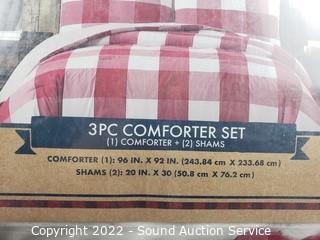 3PC COMFORTER SET
(1) COMFORTER + (2) SHAMS
COMFORTER (1): 96 IN. X 92 IN. (243.84 cm X 233.68 cm)
SHAMS (2): 20 IN. X 30 (50.8 cm X 76.2 cm)
Copyright 2022 - Sound Auction Service